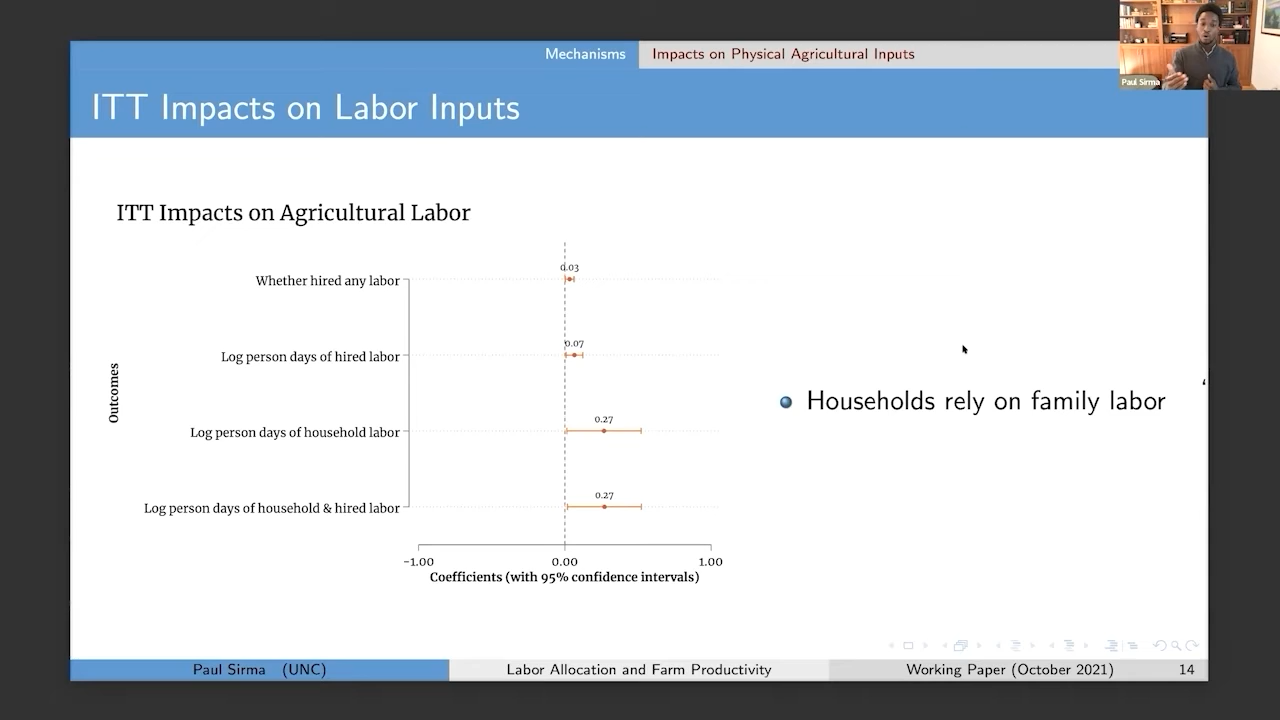 Mechanisms
Impacts on Physical Agricultural Inputs
Paul Sirma
ITT Impacts on Labor Inputs
ITT Impacts on Agricultural Labor
0.03
Whether hired any labor
0.07
Log person days of hired labor
Outcomes
0.27
Log person days of household labor
0.27
Log person days of household & hired labor
−1.00 0.00 1.00
Coefficients (with 95% confidence intervals)
Households rely on family labor
Paul Sirma (UNC)
Labor Allocation and Farm Productivity
Working Paper (October 2021)
14